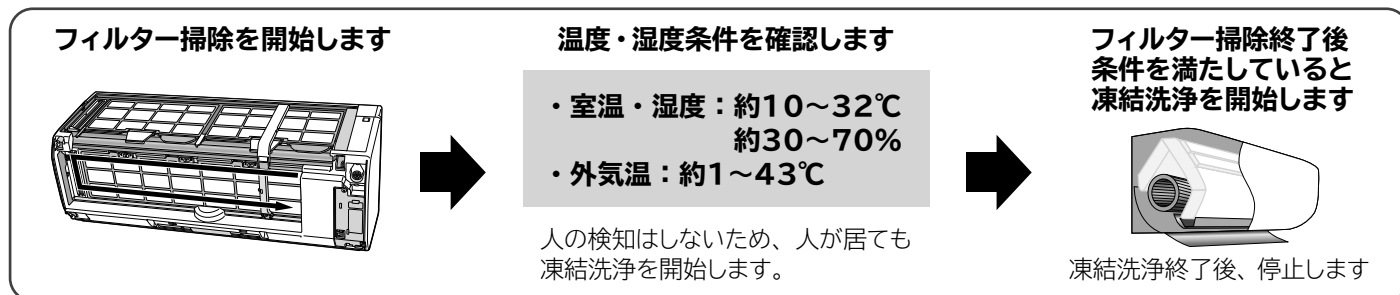 フィルター掃除を開始します
温度・湿度条件を確認します
・室温・湿度：約10～32℃
約30～70%
・外気温：約1～43℃
人の検知はしないため、人が居ても
凍結洗浄を開始します。
フィルター掃除終了後
条件を満たしていると
凍結洗浄を開始します
凍結洗浄終了後、停止します